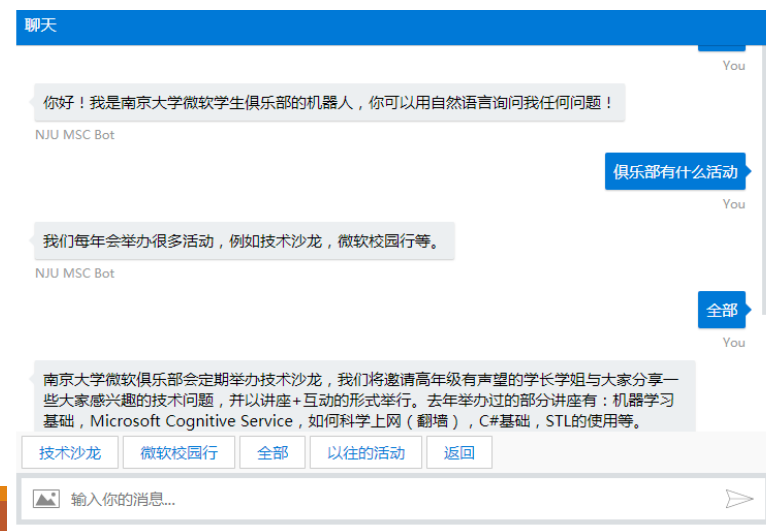 聊天
You
你好！我是南京大学微软学生俱乐部的机器人，你可以用自然语言询问我任何问题！
NJU MSC Bot
俱乐部有什么活动
You
我们每年会举办很多活动，例如技术沙龙，微软校园行等。
NJU MSC Bot
全部
You
南京大学微软俱乐部会定期举办技术沙龙，我们将邀请高年级有声望的学长学姐与大家分享一
些大家感兴趣的技术问题，并以讲座+互动的形式举行。去年举办过的部分讲座有：机器学习
基础，Microsoft Cognitive Service，如何科学上网（翻墙），C#基础，STL的使用等。
技术沙龙 微软校园行 全部 以往的活动 返回
输入你的消息...